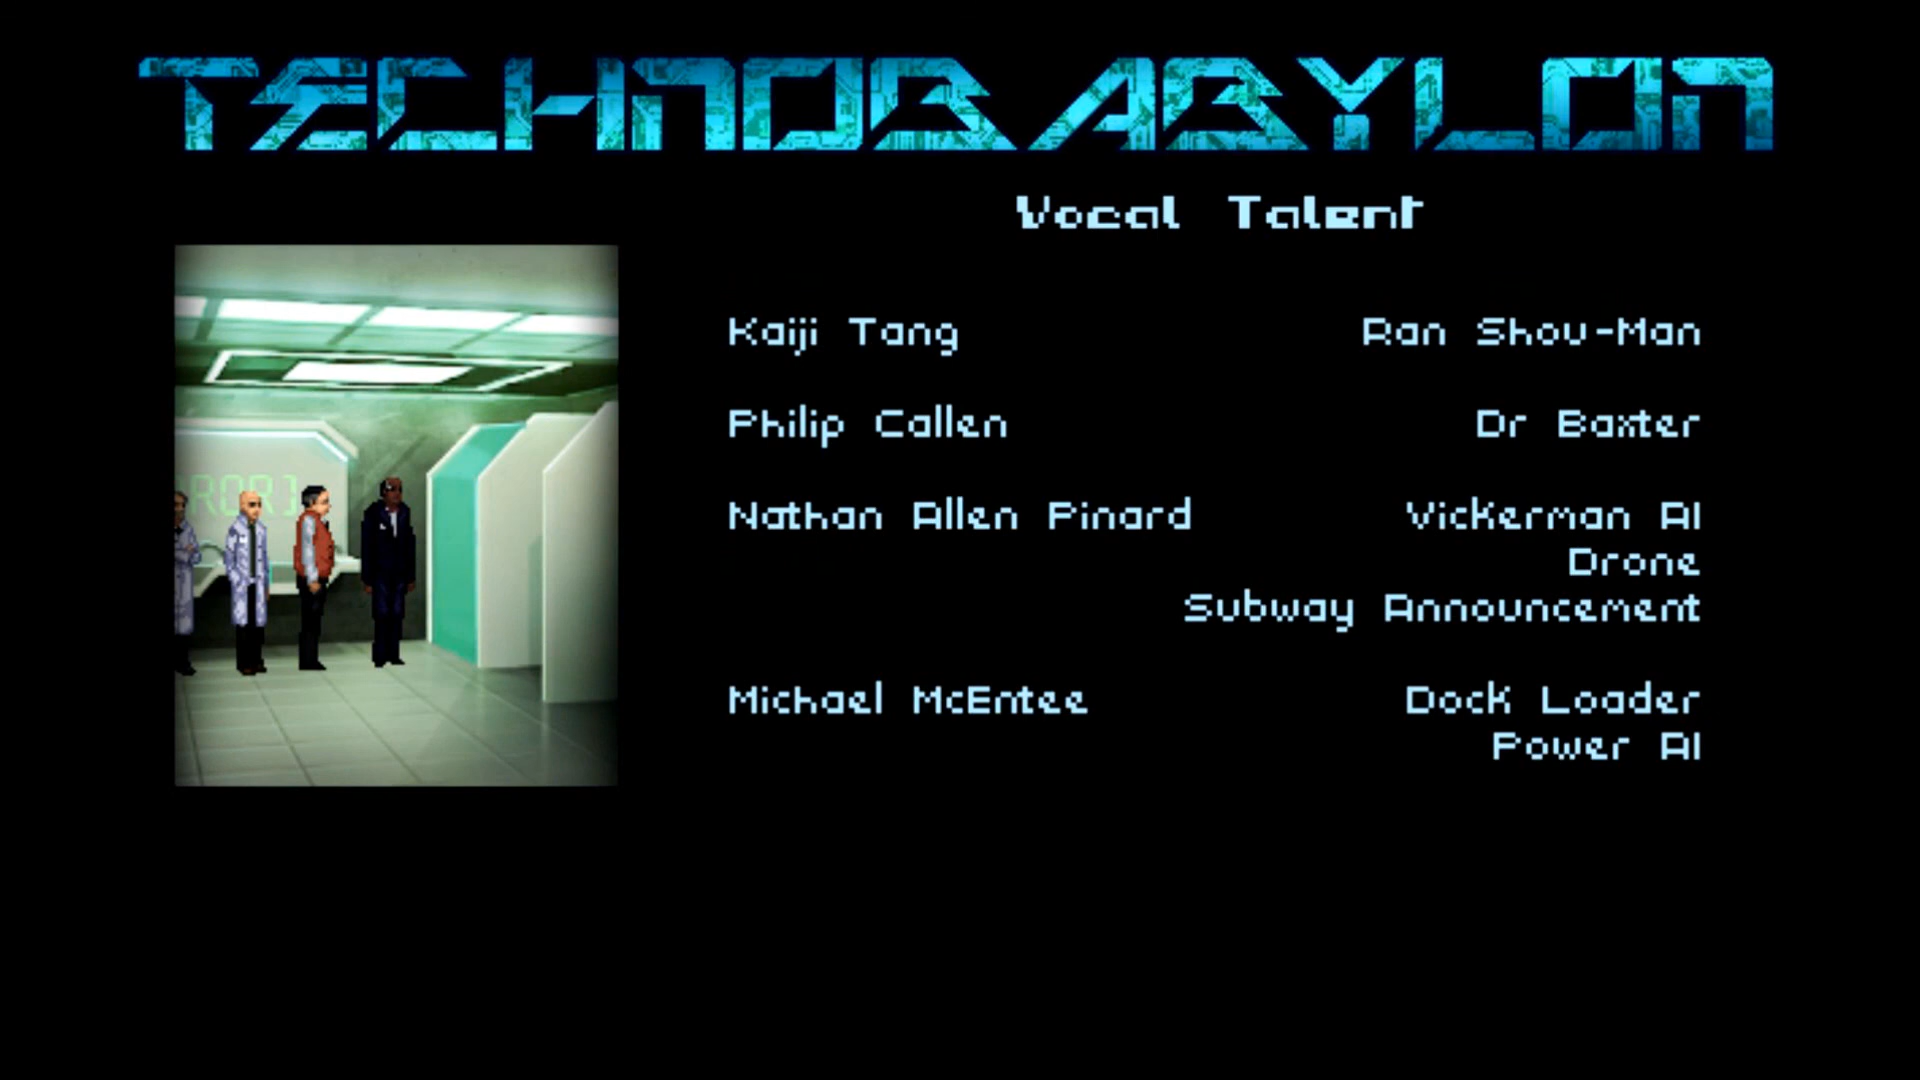 TECHNOBABYLON
Vocal Talent
Kaiji Tang Ran Shou-Man
Philip Callen Dr Baxter
Nathan Allen Pinard Vickerman AI
Drone
Subway Announcement
Michael McEntee Dock Loader
Power AI
ROR]